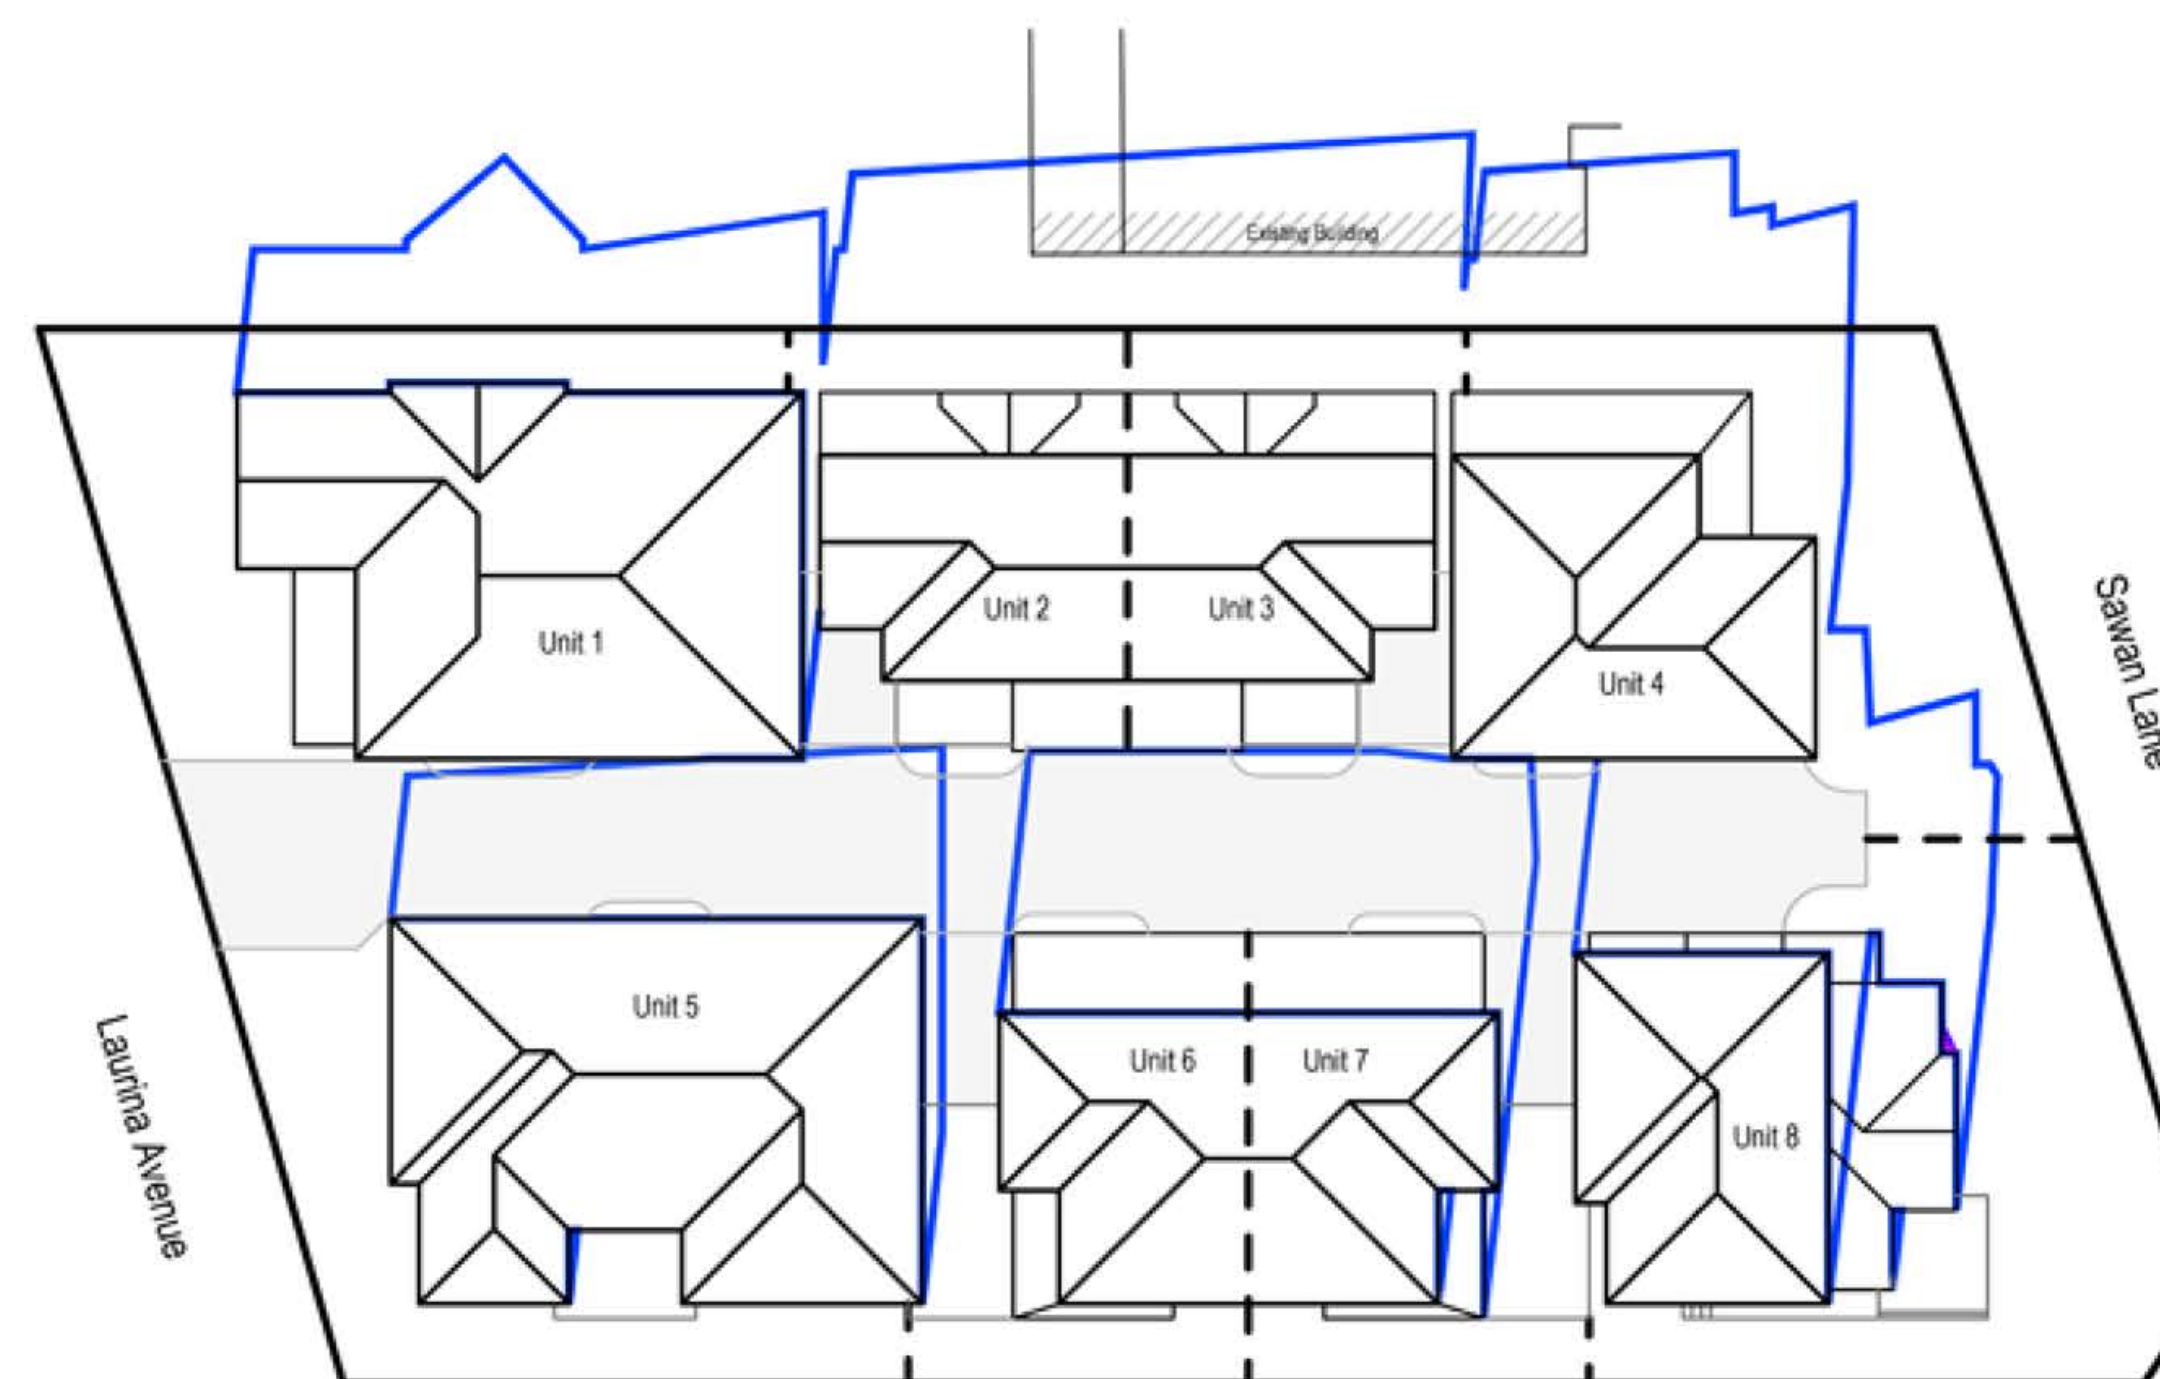 Existing Building
Unit 1
Unit 2
Unit 3
Unit 4
Sawan Lane
Unit 5
Unit 6
Unit 7
Unit 8
Laurina Avenue